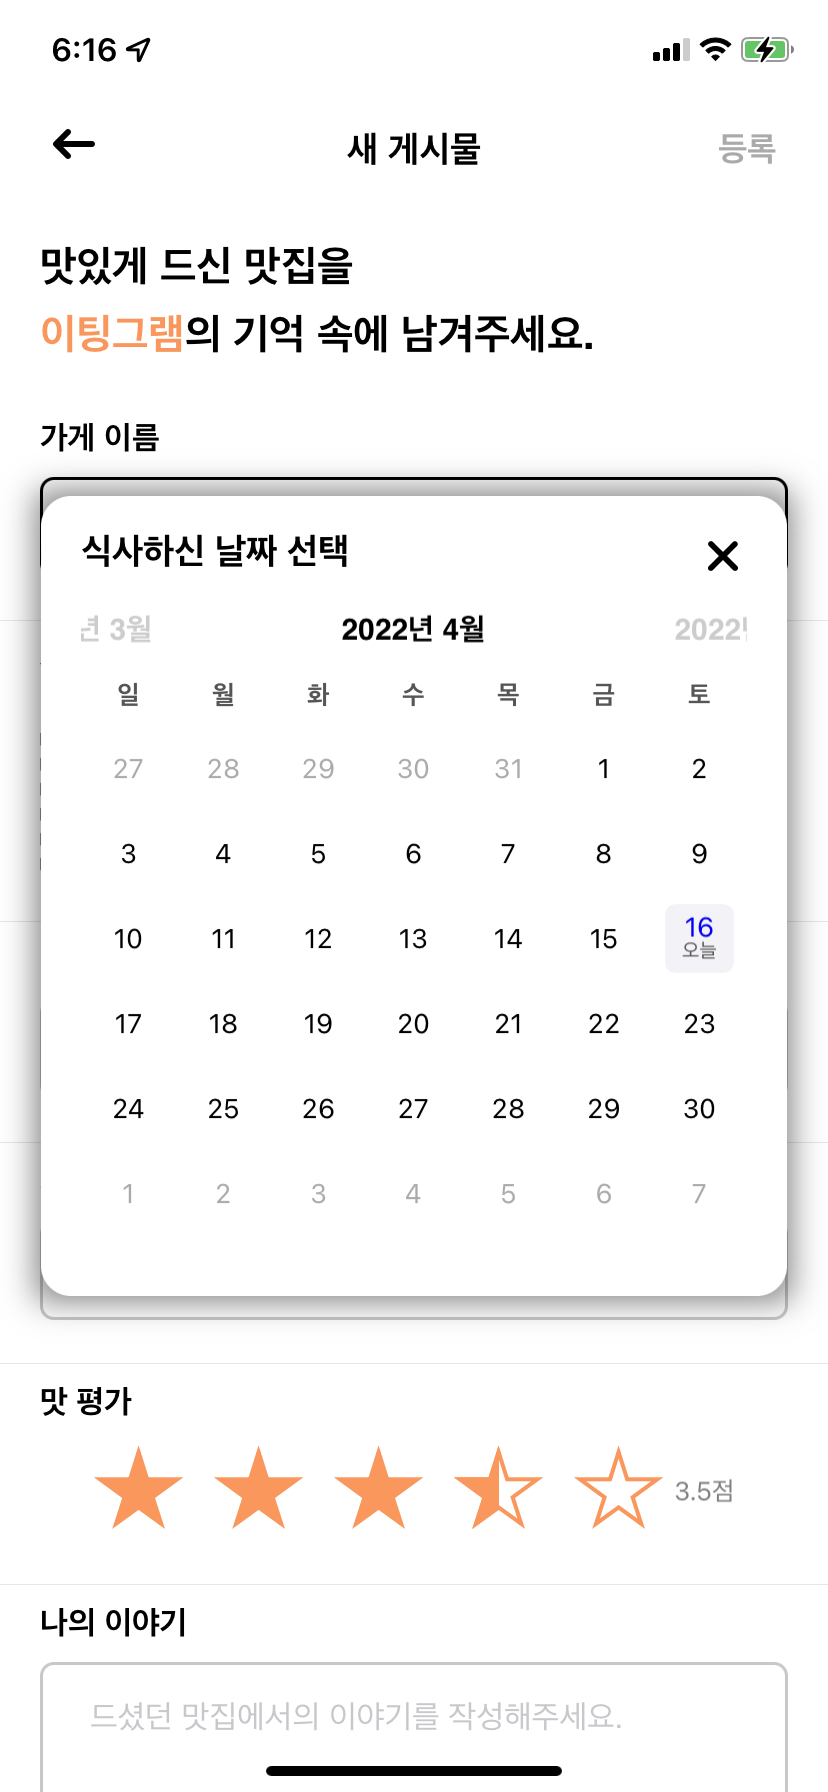 6:16
새 게시물
등록
맛있게 드신 맛집을
이팅그램의 기억 속에 남겨주세요.
가게 이름
식사하신 날짜 선택
년 3월 2022년 4월 2022
일 월 화 수 목 금 토
27 28 29 30 31 1 2
3 4 5 6 7 8 9
10 11 12 13 14 15 16
오늘
17 18 19 20 21 22 23
24 25 26 27 28 29 30
1 2 3 4 5 6 7
맛 평가
3.5점
나의 이야기
드셨던 맛집에서의 이야기를 작성해주세요.